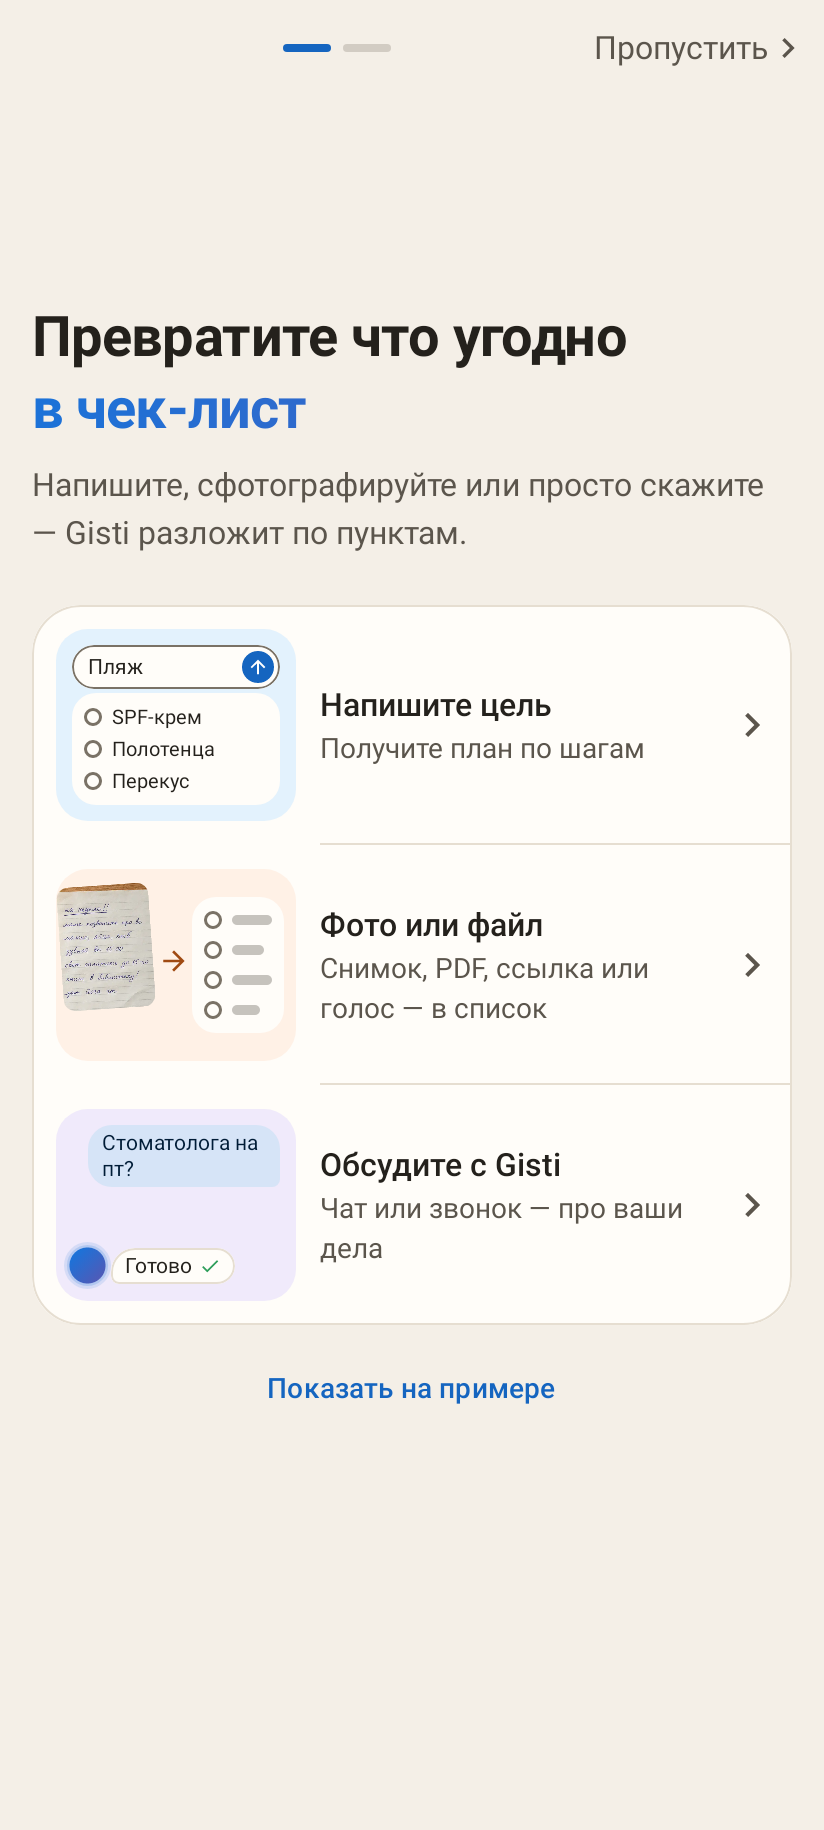 Пропустить
Превратите что угодно
в чек-лист
Напишите, сфотографируйте или просто скажите
— Gisti разложит по пунктам.
Пляж
SPF-крем
Полотенца
Перекус
Напишите цель
Получите план по шагам
Фото или файл
Снимок, PDF, ссылка или
голос — в список
Стоматолога на
пт?
Готово
Обсудите с Gisti
Чат или звонок — про ваши
дела
Показать на примере